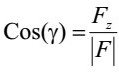 Cos(γ) = F_z / |F|